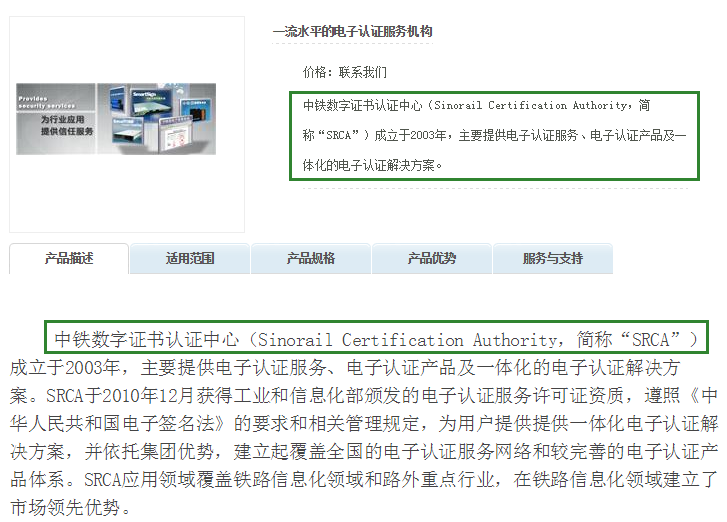 一流水平的电子认证服务机构
价格：联系我们
Provides
security services
为行业应用
提供信任服务
SmartSign
中铁数字证书认证中心（Sinorail Certification Authority，简
称“SRCA”）成立于2003年，主要提供电子认证服务、电子认证产品及一
体化的电子认证解决方案。
产品描述 适用范围 产品规格 产品优势 服务与支持
中铁数字证书认证中心（Sinorail Certification Authority，简称“SRCA”）
成立于2003年，主要提供电子认证服务、电子认证产品及一体化的电子认证解决方
案。SRCA于2010年12月获得工业和信息化部颁发的电子认证服务许可证资质，遵照《中
华人民共和国电子签名法》的要求和相关管理规定，为用户提供提供一体化电子认证解
决方案，并依托集团优势，建立起覆盖全国的电子认证服务网络和较完善的电子认证产
品体系。SRCA应用领域覆盖铁路信息化领域和路外重点行业，在铁路信息化领域建立了
市场领先优势。